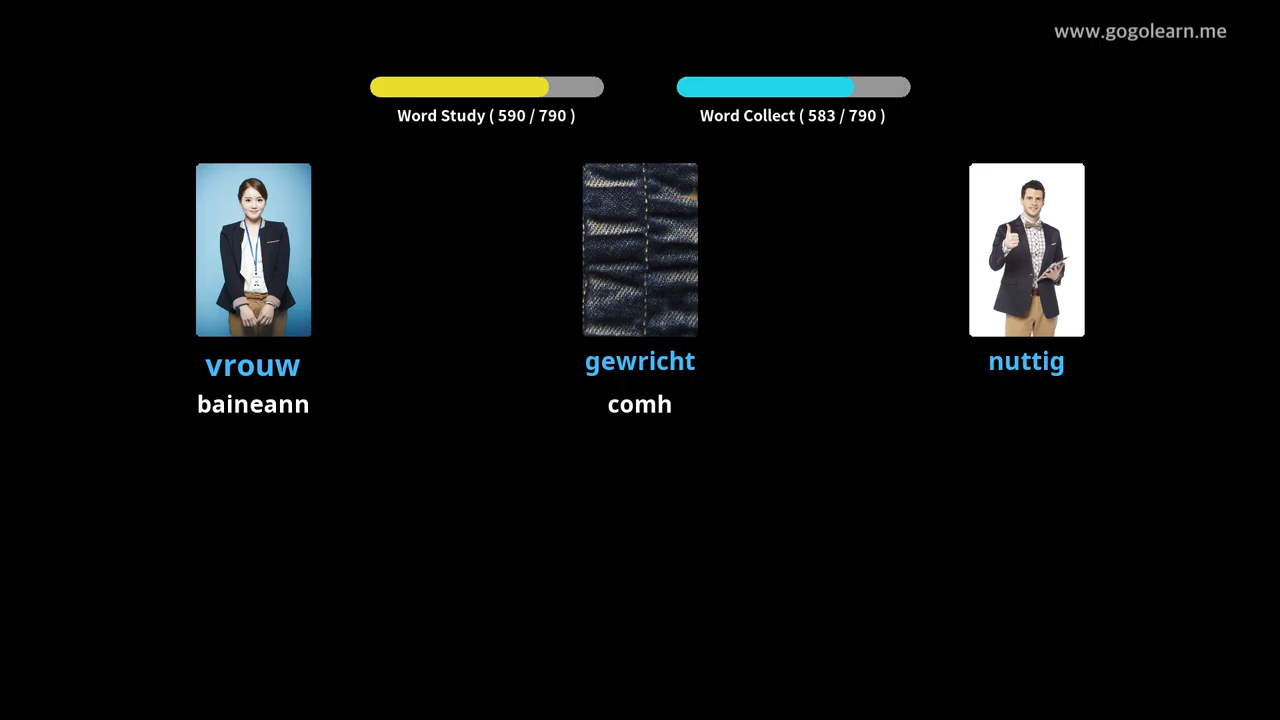 www.gogolearn.me
Word Study ( 590 / 790 )
Word Collect ( 583 / 790 )
vrouw
gewricht
nuttig
baineann
comh